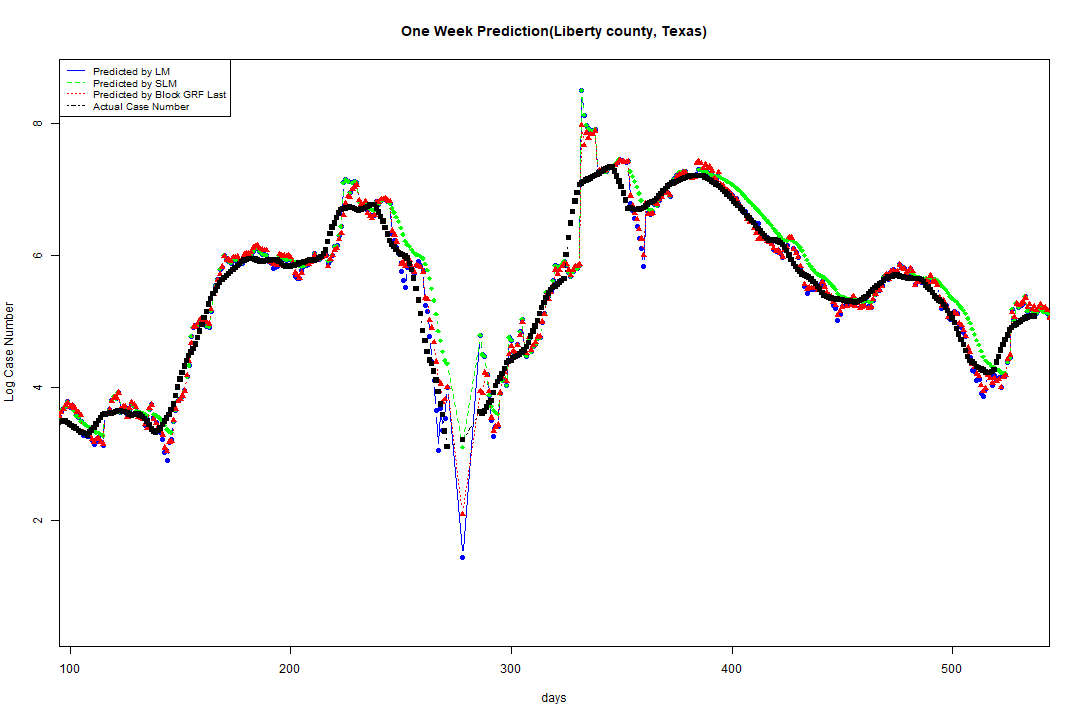 One Week Prediction(Liberty county, Texas)
Predicted by LM
Predicted by SLM
Predicted by Block GRF Last
Actual Case Number
Log Case Number
8
6
4
2
100 200 300 400 500
days